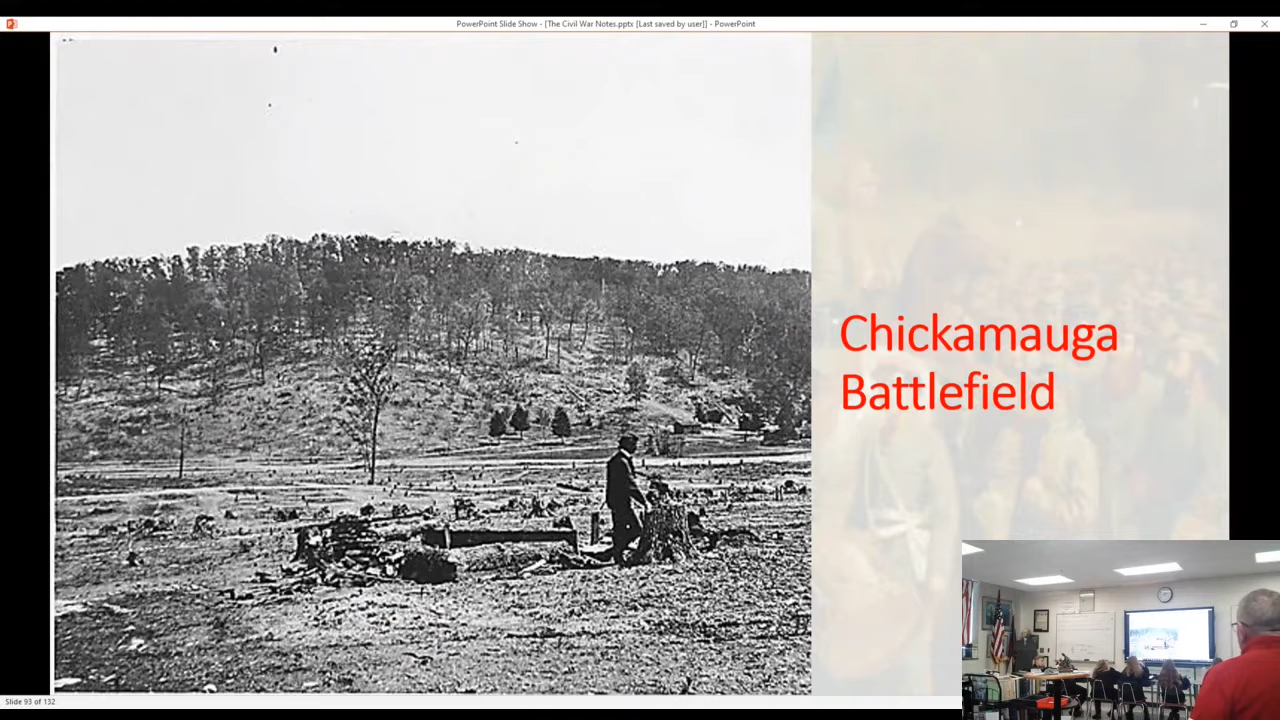 PowerPoint Slide Show - [The Civil War Notes.pptx [Last saved by user]] - PowerPoint
Chickamauga
Battlefield
Slide 93 of 132